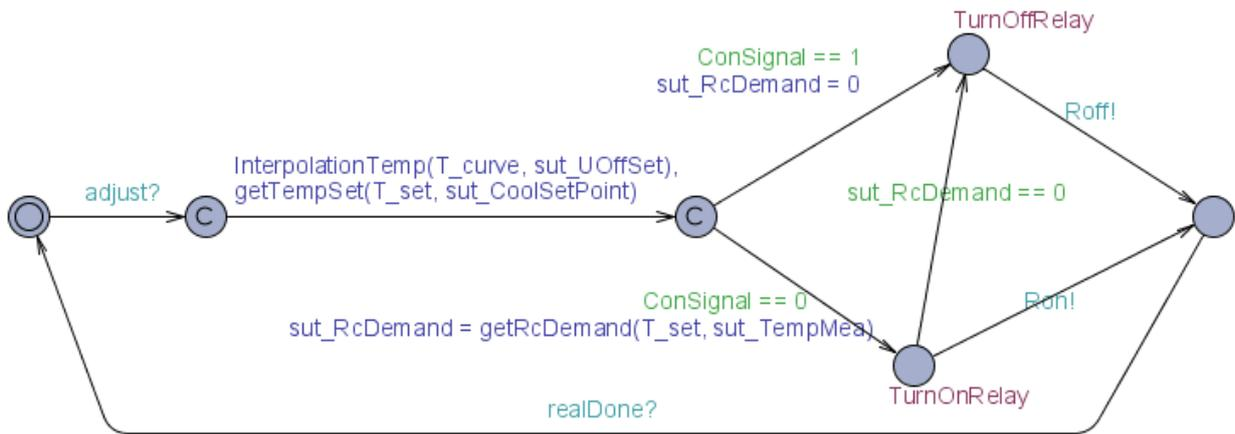 TurnOffRelay
ConSignal == 1
sut_RcDemand = 0
Roff!
InterpolationTemp(T_curve, sut_UOffSet),
getTempSet(T_set, sut_CoolSetPoint)
adjust?
sut_RcDemand == 0
C
C
ConSignal == 0
Ron!
sut_RcDemand = getRcDemand(T_set, sut_TempMea)
TurnOnRelay
realDone?